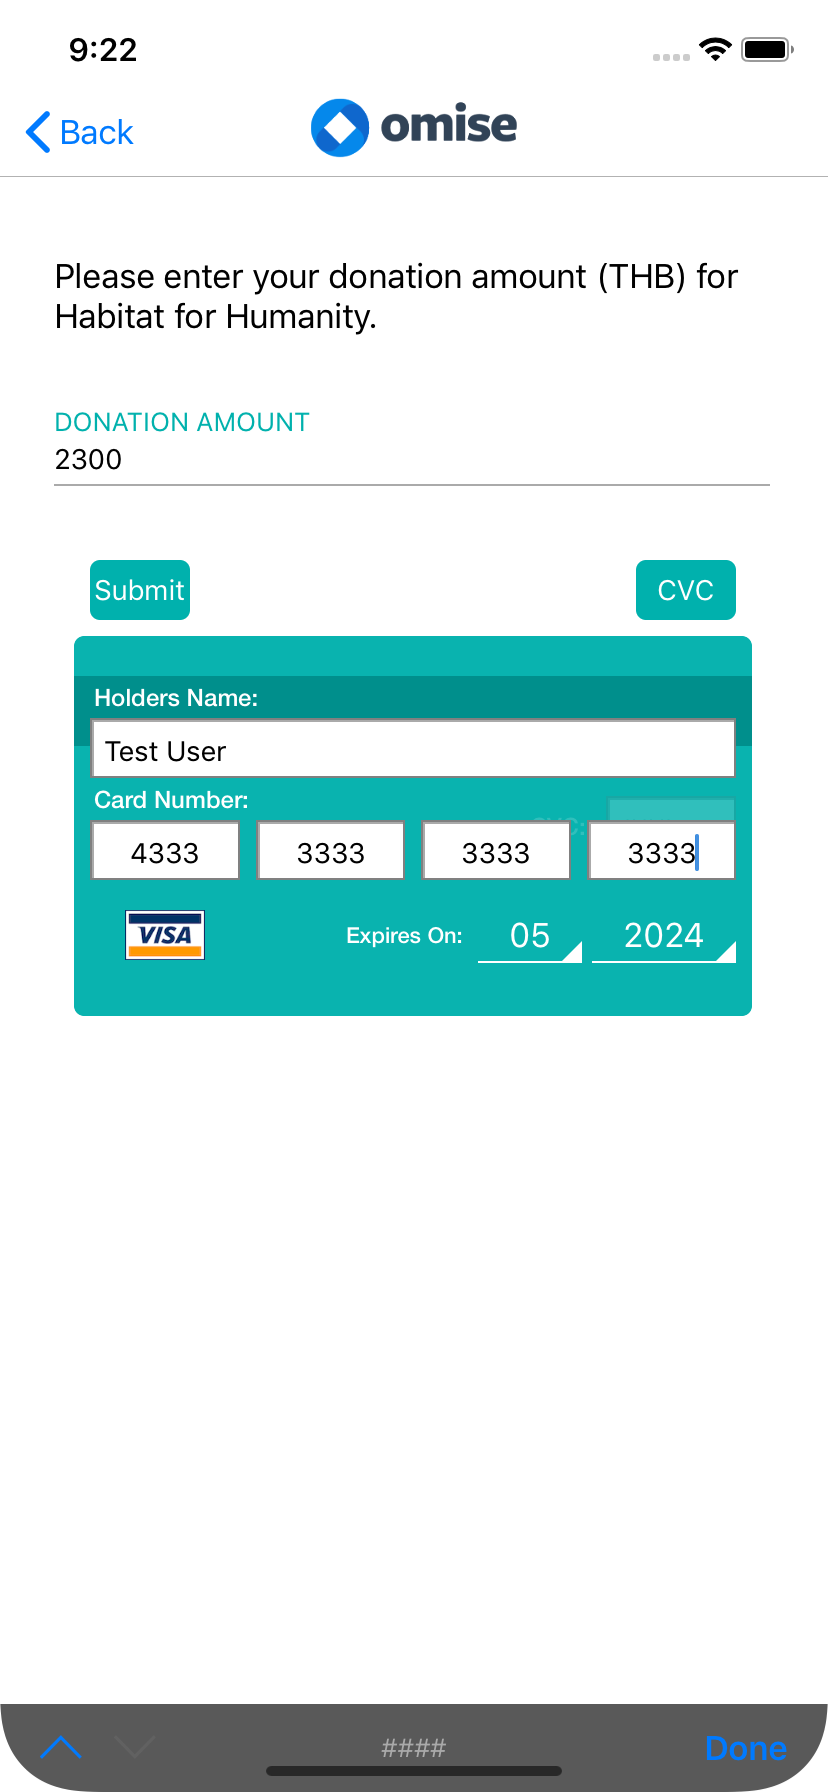 9:22
Back
omise
Please enter your donation amount (THB) for
Habitat for Humanity.
DONATION AMOUNT
2300
Submit
CVC
Holders Name:
Test User
Card Number:
4333 3333 3333 3333
VISA
Expires On: 05 2024
####
Done